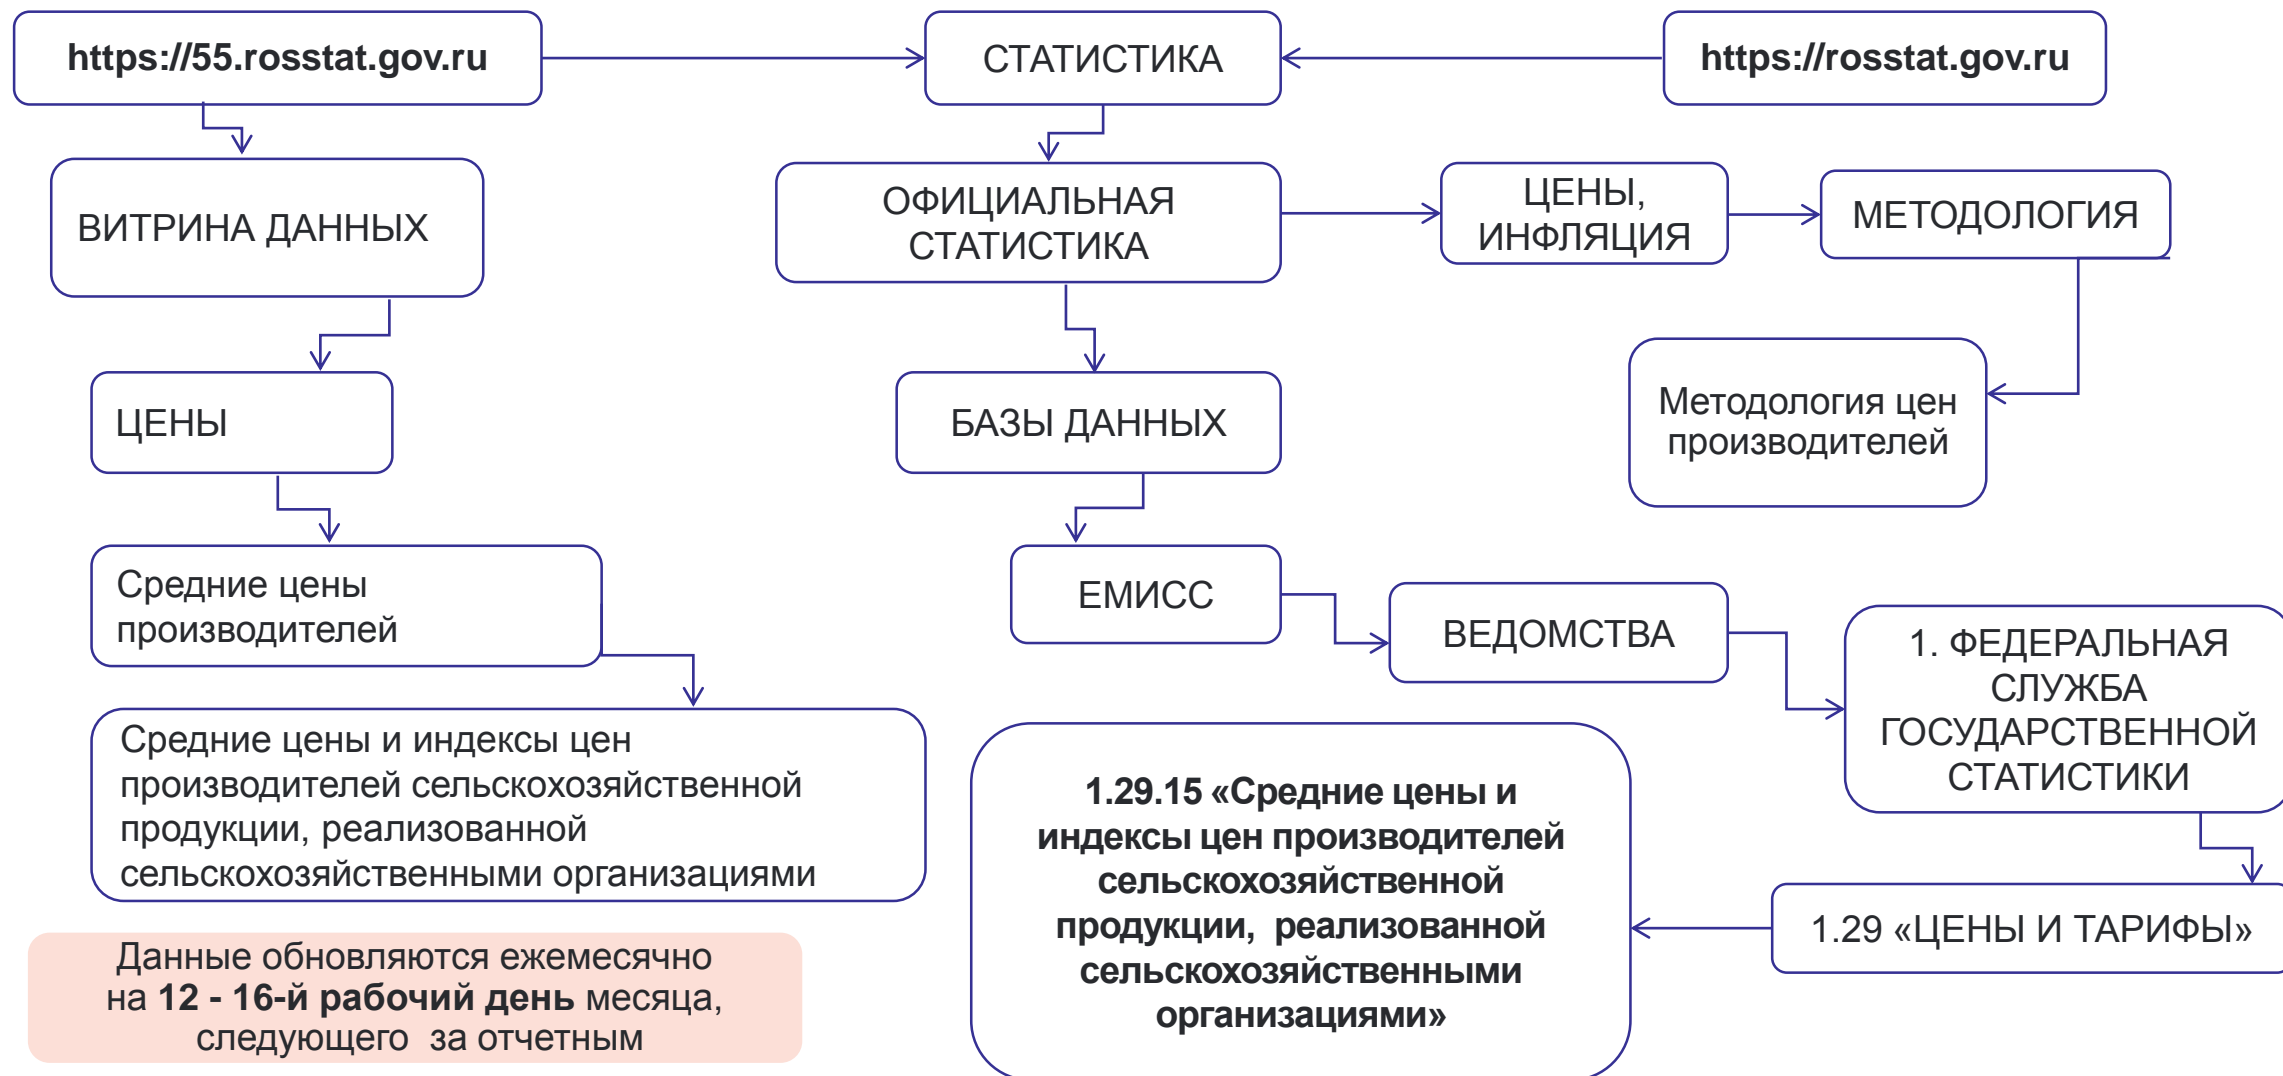 https://55.rosstat.gov.ru
СТАТИСТИКА
https://rosstat.gov.ru
ВИТРИНА ДАННЫХ
ОФИЦИАЛЬНАЯ
СТАТИСТИКА
ЦЕНЫ,
ИНФЛЯЦИЯ
МЕТОДОЛОГИЯ
ЦЕНЫ
БАЗЫ ДАННЫХ
Методология цен
производителей
Средние цены
производителей
ЕМИСС
ВЕДОМСТВА
1. ФЕДЕРАЛЬНАЯ
СЛУЖБА
ГОСУДАРСТВЕННОЙ
СТАТИСТИКИ
Средние цены и индексы цен
производителей сельскохозяйственной
продукции, реализованной
сельскохозяйственными организациями
1.29.15 «Средние цены и
индексы цен производителей
сельскохозяйственной
продукции, реализованной
сельскохозяйственными
организациями»
1.29 «ЦЕНЫ И ТАРИФЫ»
Данные обновляются ежемесячно
на 12 - 16-й рабочий день месяца,
следующего за отчетным